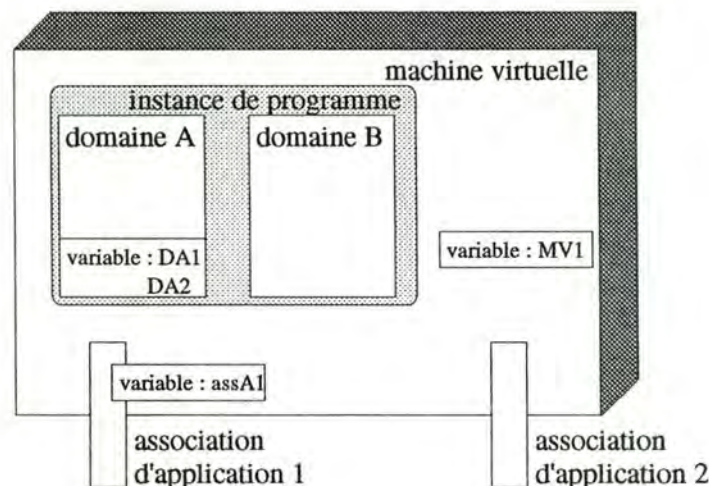 machine virtuelle
instance de programme
domaine A
domaine B
variable : DA1
DA2
variable : MV1
variable : assA1
association
d'application 1
association
d'application 2